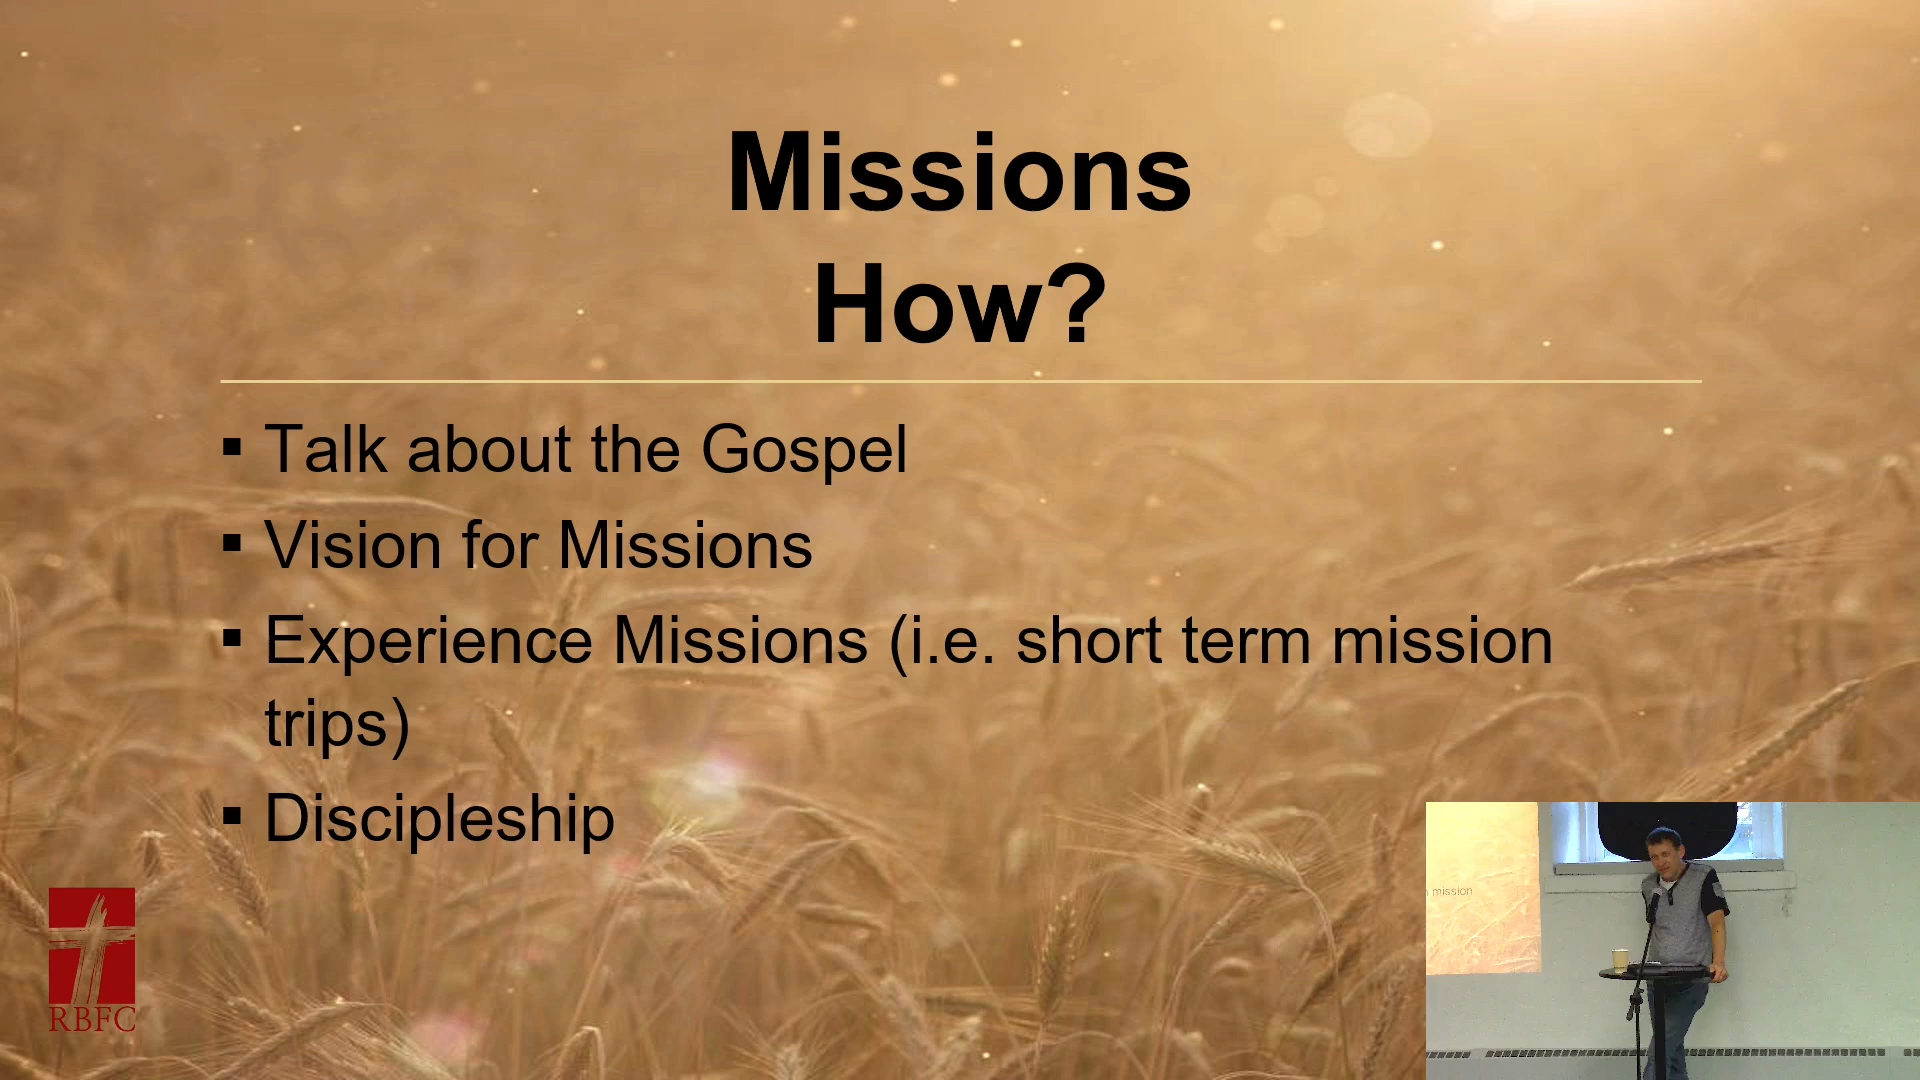 Missions
How?
▪ Talk about the Gospel
▪ Vision for Missions
▪ Experience Missions (i.e. short term mission
trips)
▪ Discipleship
RBFC
mission